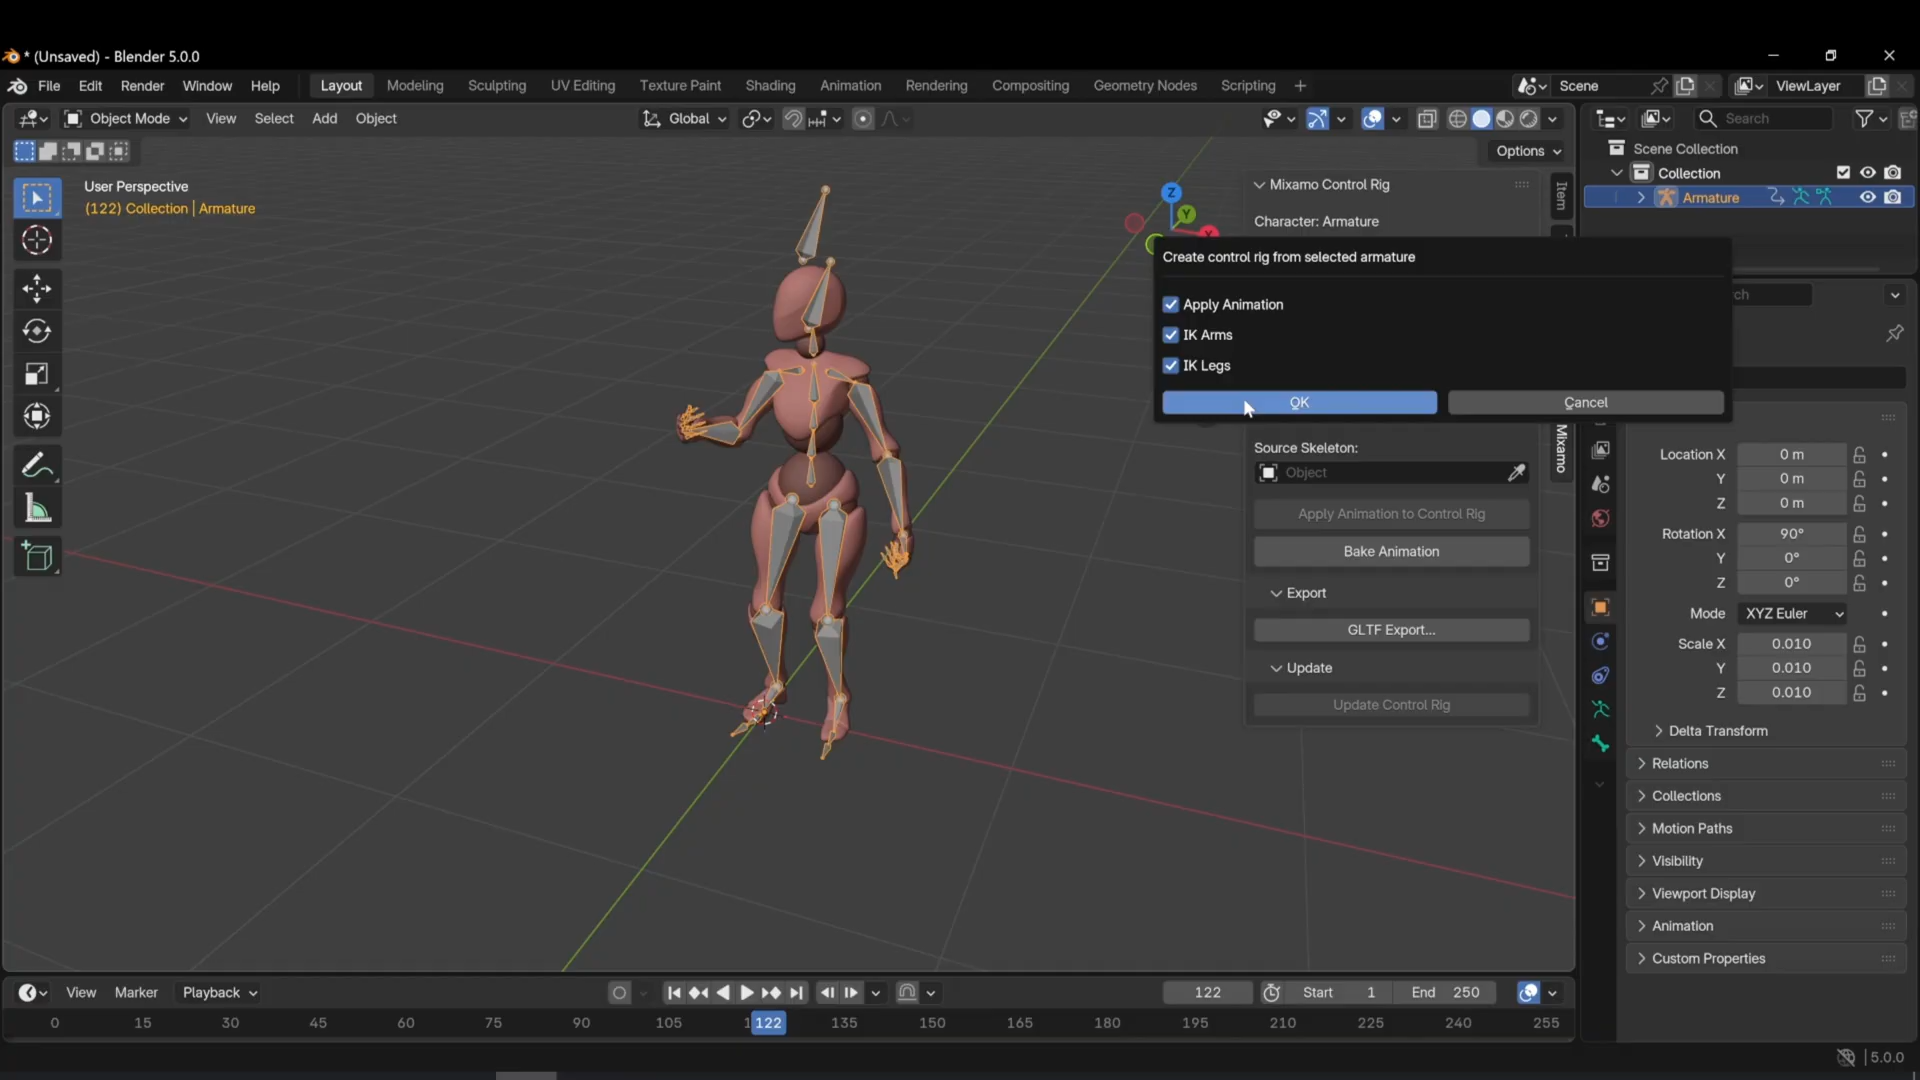 * (Unsaved) - Blender 5.0.0
File Edit Render Window Help Layout Modeling Sculpting UV Editing Texture Paint Shading Animation Rendering Compositing Geometry Nodes Scripting + Scene ViewLayer
Object Mode View Select Add Object Global Search
Options
User Perspective
(122) Collection | Armature
Z
Y
X
Mixamo Control Rig
Character: Armature
Item
Scene Collection
Collection
Armature
Create control rig from selected armature
Apply Animation
IK Arms
IK Legs
OK Cancel
Mixamo
Source Skeleton:
Object
Apply Animation to Control Rig
Bake Animation
Export
GLTF Export...
Update
Update Control Rig
Location X 0 m
Y 0 m
Z 0 m
Rotation X 90°
Y 0°
Z 0°
Mode XYZ Euler
Scale X 0.010
Y 0.010
Z 0.010
Delta Transform
Relations
Collections
Motion Paths
Visibility
Viewport Display
Animation
Custom Properties
View Marker Playback 122 Start 1 End 250
0 15 30 45 60 75 90 105 122 135 150 165 180 195 210 225 240 255
5.0.0